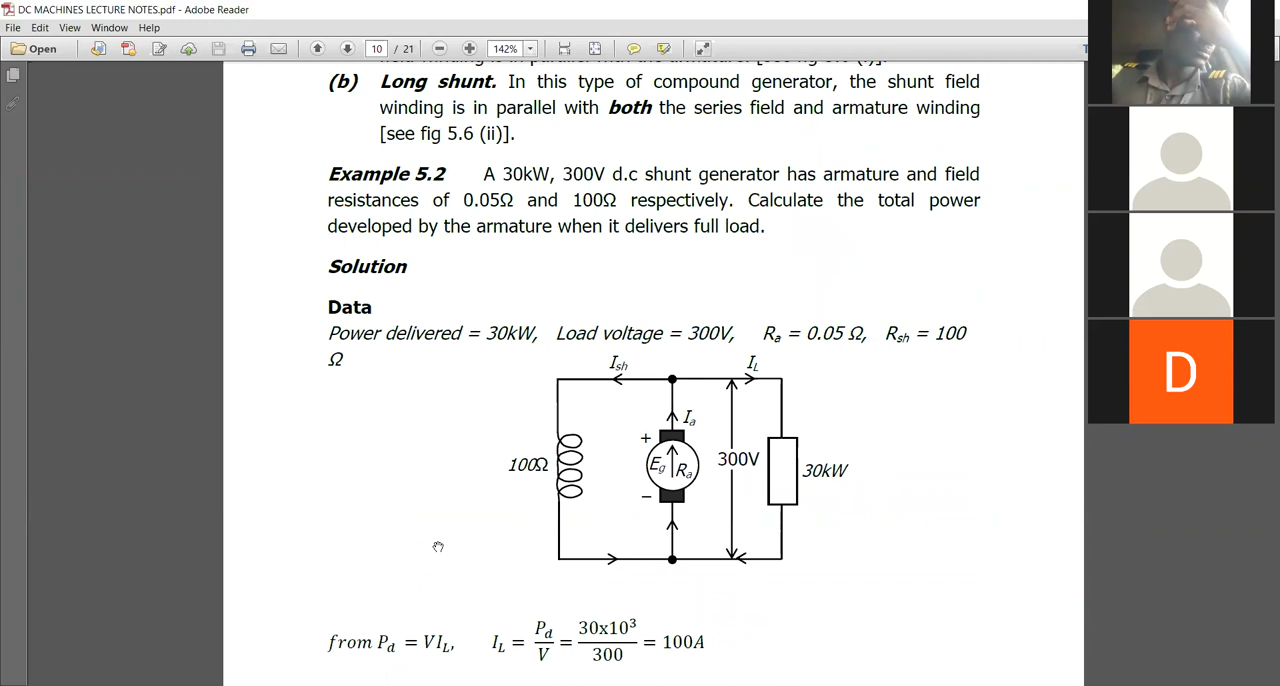 DC MACHINES LECTURE NOTES.pdf - Adobe Reader
File Edit View Window Help
Open 10 / 21 142%
(b) Long shunt. In this type of compound generator, the shunt field
winding is in parallel with both the series field and armature winding
[see fig 5.6 (ii)].
Example 5.2 A 30kW, 300V d.c shunt generator has armature and field
resistances of 0.05Ω and 100Ω respectively. Calculate the total power
developed by the armature when it delivers full load.
Solution
Data
Power delivered = 30kW, Load voltage = 300V, Rₐ = 0.05 Ω, Rsh = 100
Ω
Ish IL
Ia
+
100Ω Eg Ra 300V 30kW
−
from Pd = VIL, IL = Pd/V = 30x10³/300 = 100A
D